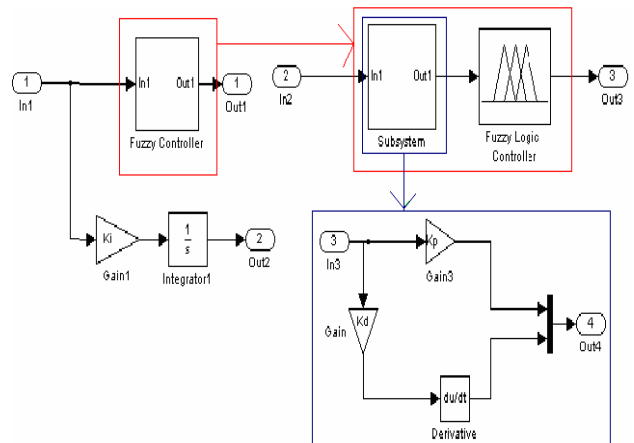 1
In1
In1
Out1
Fuzzy Controller
1
Out1
2
In2
In1
Out1
Subsystem
Fuzzy Logic
Controller
3
Out3
Ki
Gain1
1
s
Integrator1
2
Out2
3
In3
Kp
Gain3
Kd
Gain
du/dt
Derivative
4
Out4